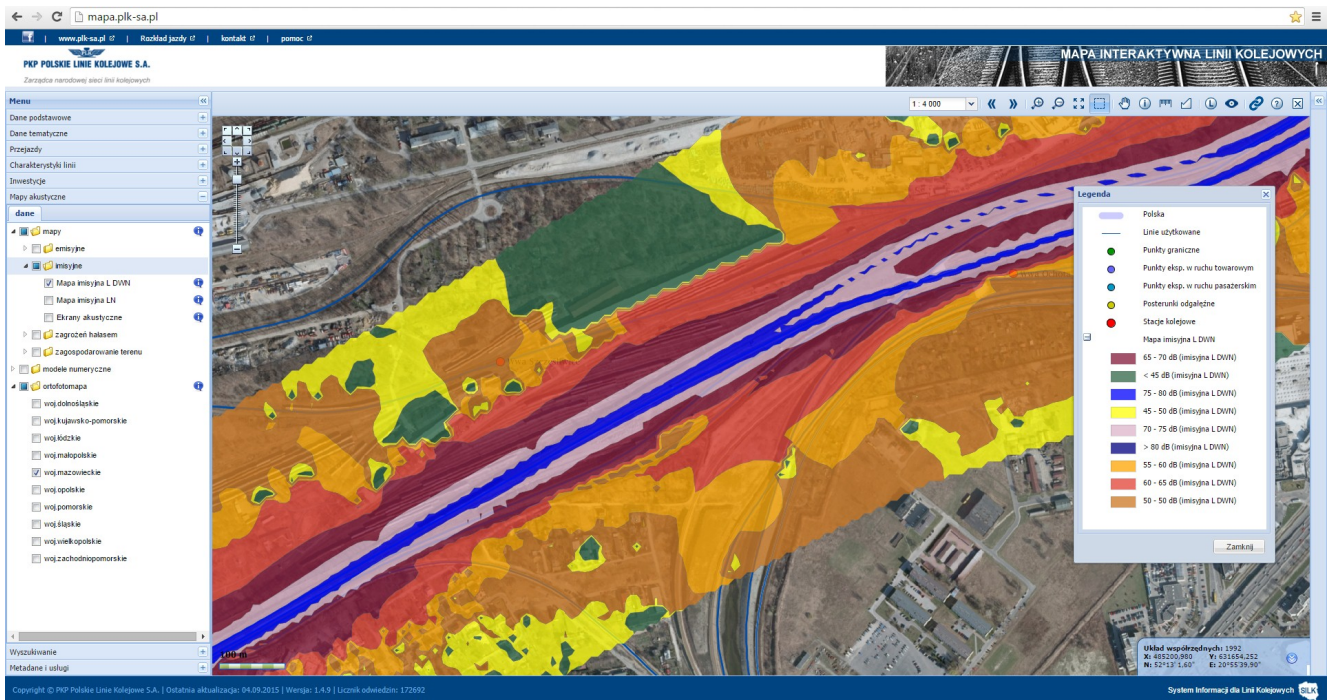 mapa.plk-sa.pl
| www.plk-sa.pl | Rozkład jazdy | kontakt | pomoc
PLK
PKP POLSKIE LINIE KOLEJOWE S.A.
Zarządca narodowej sieci linii kolejowych
MAPA INTERAKTYWNA LINII KOLEJOWYCH
1 : 4 000
Menu
Dane podstawowe
Dane tematyczne
Przejazdy
Charakterystyki linii
Inwestycje
Mapy akustyczne
dane
mapy
emisyjne
imisyjne
Mapa imisyjna L DWN
Mapa imisyjna LN
Ekrany akustyczne
zagrożeń hałasem
zagospodarowanie terenu
modele numeryczne
ortofotomapa
woj.dolnośląskie
woj.kujawsko-pomorskie
woj.łódzkie
woj.małopolskie
woj.mazowieckie
woj.opolskie
woj.pomorskie
woj.śląskie
woj.wielkopolskie
woj.zachodniopomorskie
Wyszukiwanie
Metadane i usługi
100 m
Legenda
Polska
Linie użytkowane
Punkty graniczne
Punkty eksp. w ruchu towarowym
Punkty eksp. w ruchu pasażerskim
Posterunki odgałęźne
Stacje kolejowe
Mapa imisyjna L DWN
65 - 70 dB (imisyjna L DWN)
< 45 dB (imisyjna L DWN)
75 - 80 dB (imisyjna L DWN)
45 - 50 dB (imisyjna L DWN)
70 - 75 dB (imisyjna L DWN)
> 80 dB (imisyjna L DWN)
55 - 60 dB (imisyjna L DWN)
60 - 65 dB (imisyjna L DWN)
50 - 50 dB (imisyjna L DWN)
Zamknij
Układ współrzędnych: 1992
X: 485200,980 Y: 631654,252
N: 52°13'1.60" E: 20°55'39.90"
Copyright © PKP Polskie Linie Kolejowe S.A. | Ostatnia aktualizacja: 04.09.2015 | Wersja: 1.4.9 | Licznik odwiedzin: 172692
System Informacji dla Linii Kolejowych SILK